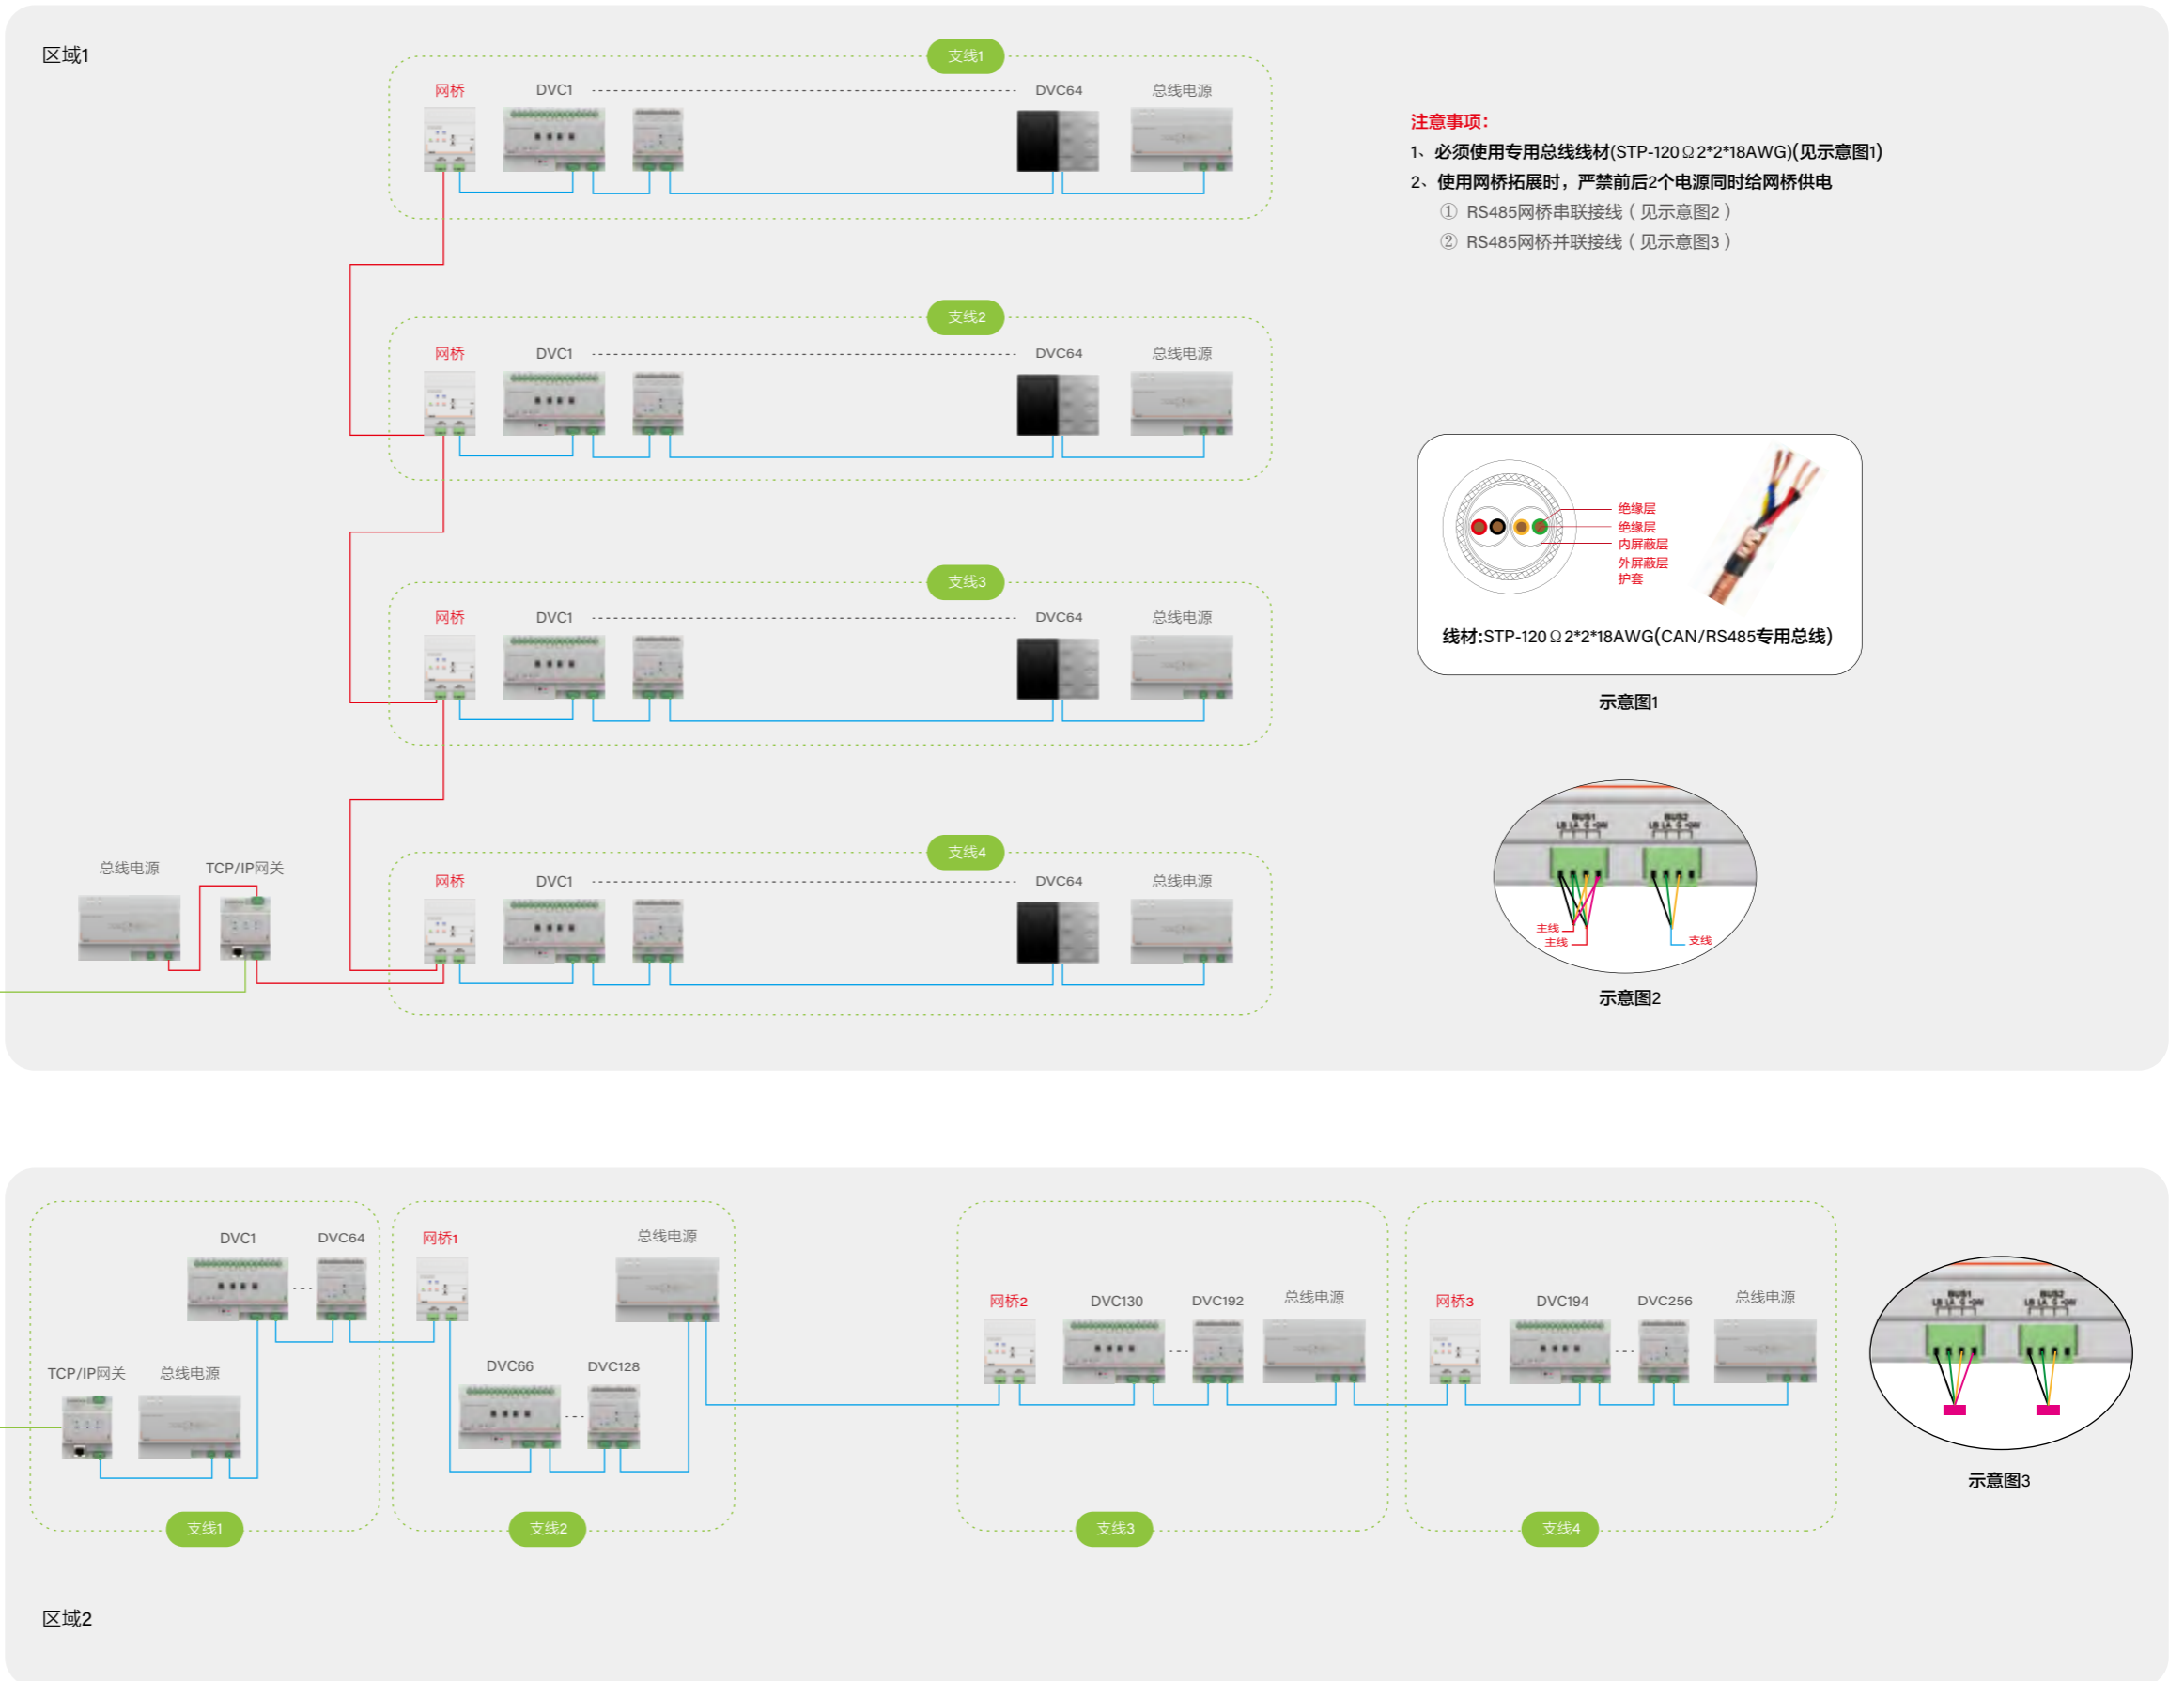 区域1
支线1
网桥
DVC1
DVC64
总线电源
注意事项：
1、必须使用专用总线线材(STP-120Ω2*2*18AWG)(见示意图1)
2、使用网桥拓展时，严禁前后2个电源同时给网桥供电
① RS485网桥串联接线（见示意图2）
② RS485网桥并联接线（见示意图3）
支线2
网桥
DVC1
DVC64
总线电源
绝缘层
绝缘层
内屏蔽层
外屏蔽层
护套
线材:STP-120Ω2*2*18AWG(CAN/RS485专用总线)
示意图1
支线3
网桥
DVC1
DVC64
总线电源
支线4
网桥
DVC1
DVC64
总线电源
总线电源
TCP/IP网关
BUS1
BUS2
LB LA G
LB LA G
主线
主线
支线
示意图2
DVC1
DVC64
网桥1
总线电源
TCP/IP网关
总线电源
DVC66
DVC128
支线1
支线2
网桥2
DVC130
DVC192
总线电源
支线3
网桥3
DVC194
DVC256
总线电源
支线4
BUS1
BUS2
LB LA G
LB LA G
示意图3
区域2